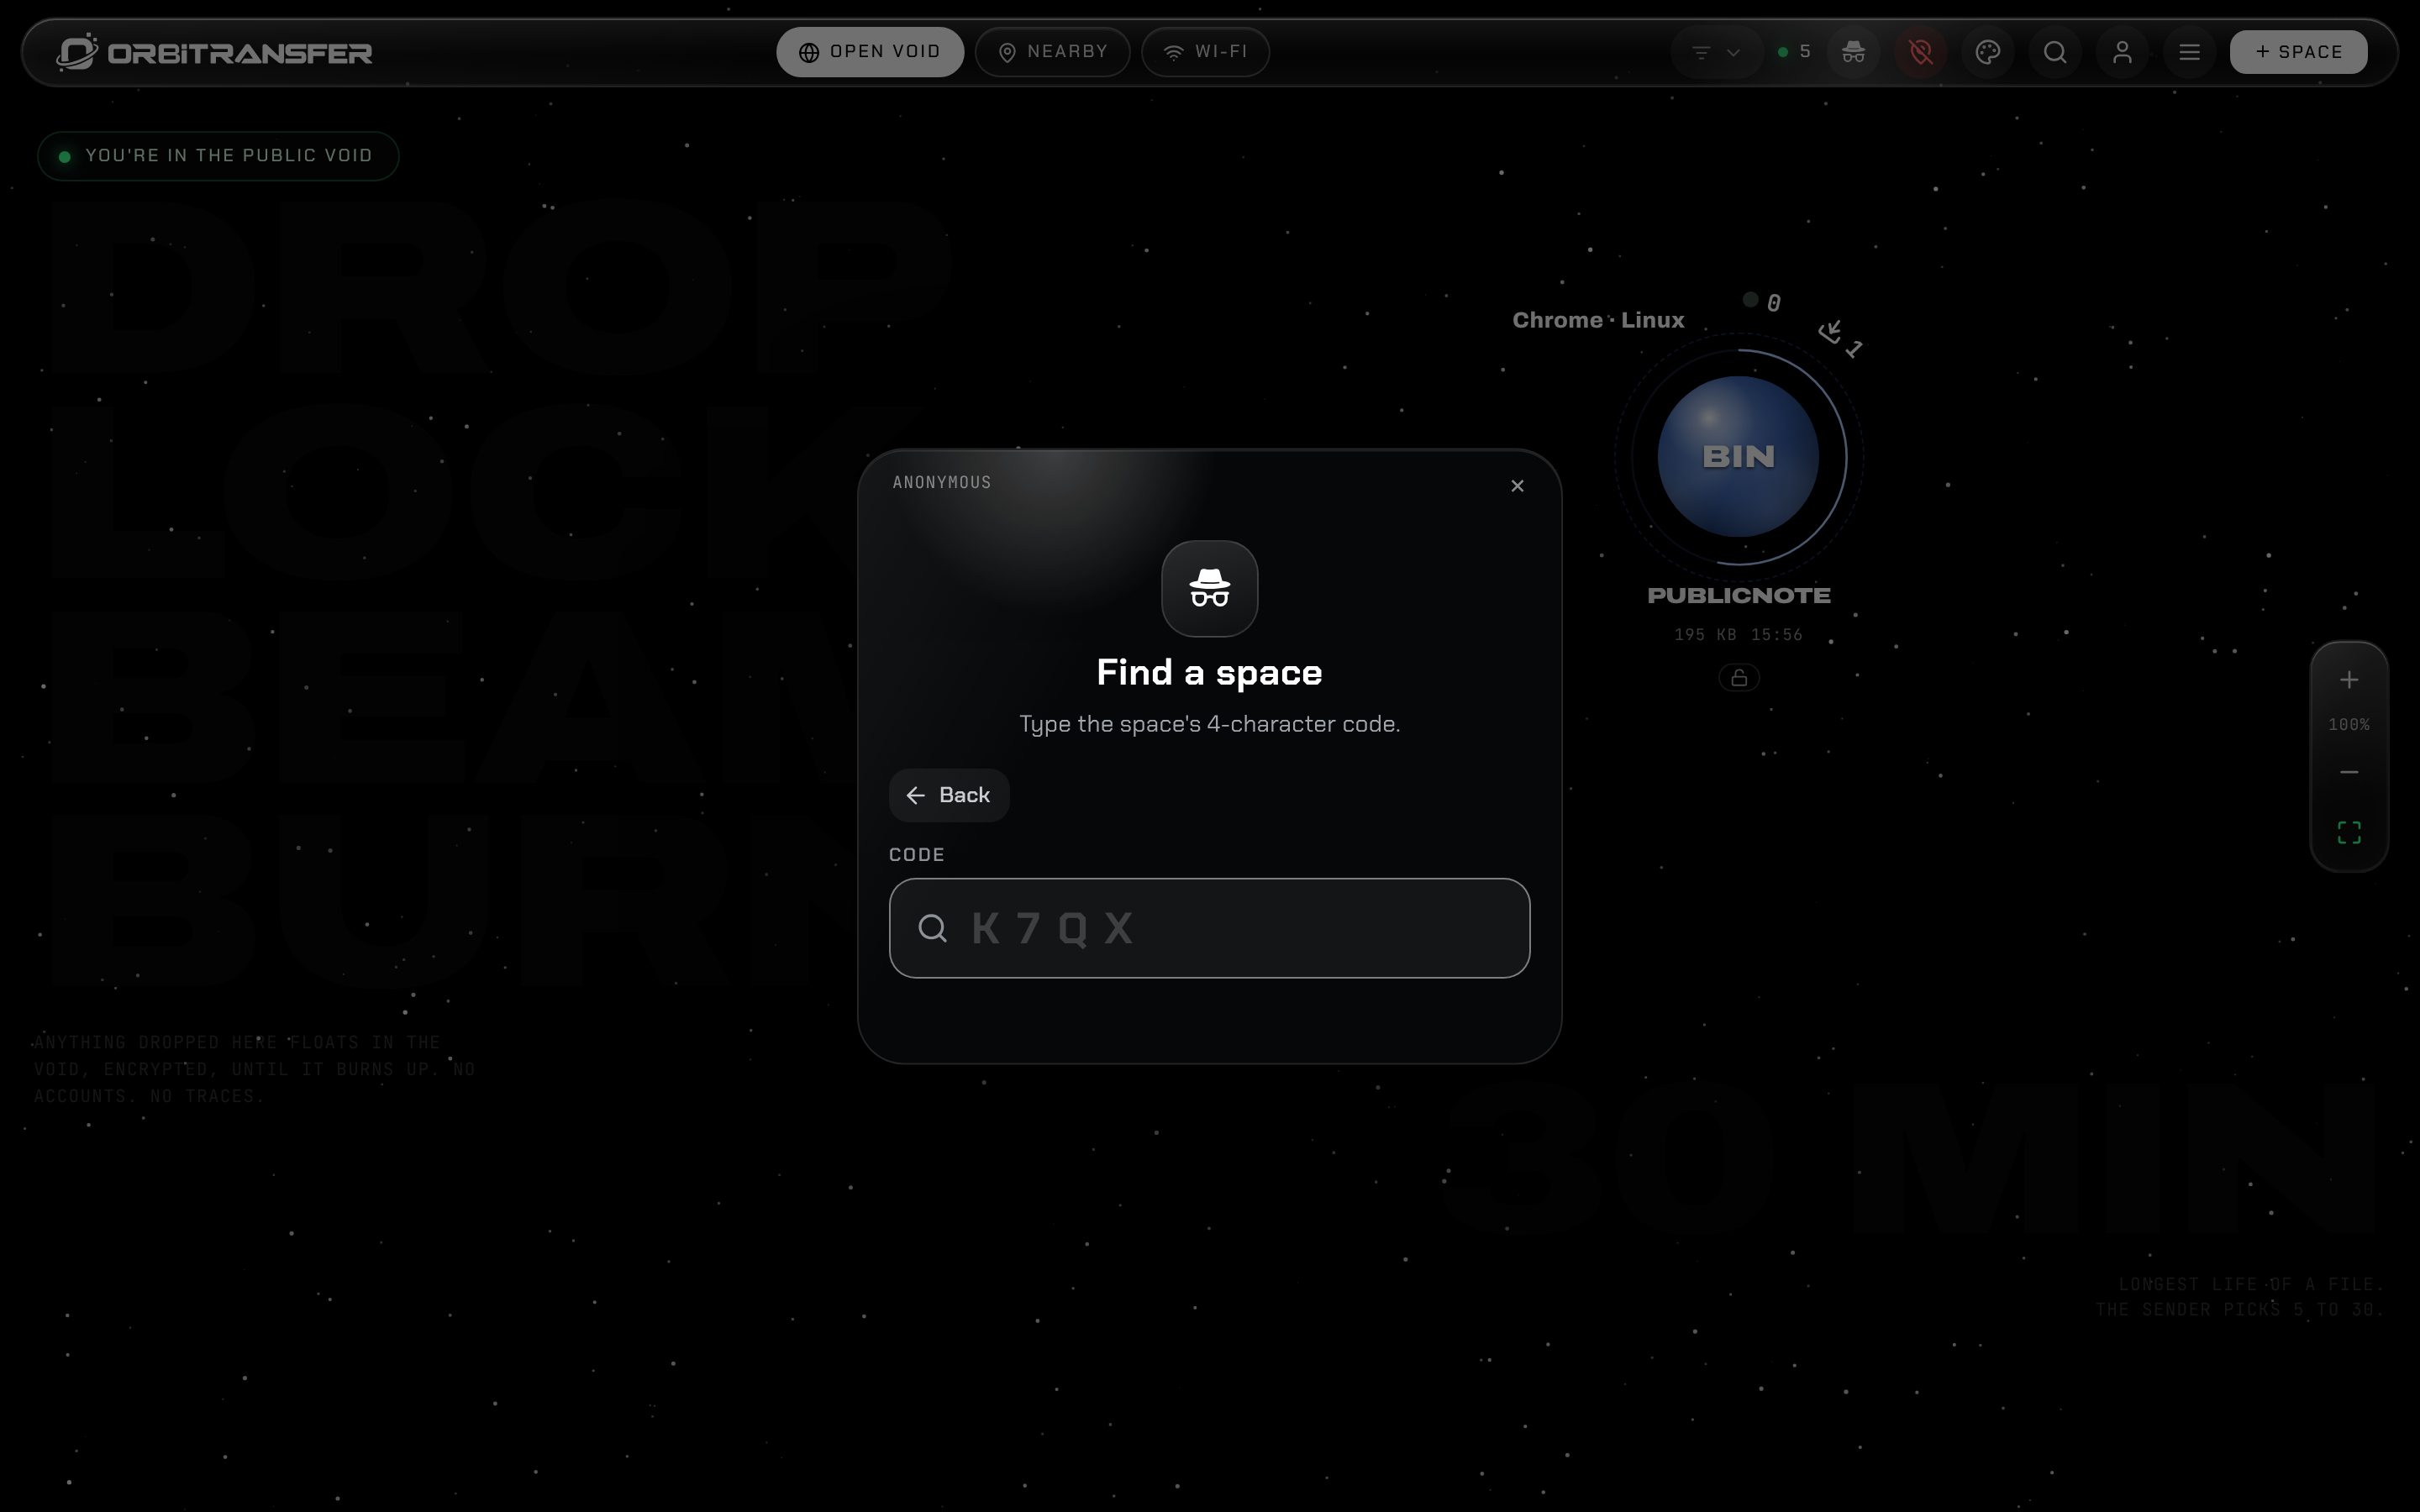 ORBITRANSFER
OPEN VOID
NEARBY
WI-FI
5
+ SPACE
YOU'RE IN THE PUBLIC VOID
DROP
LOCK
BEAM
BURN
ANYTHING DROPPED HERE FLOATS IN THE
VOID, ENCRYPTED, UNTIL IT BURNS UP. NO
ACCOUNTS. NO TRACES.
Chrome · Linux
0
1
BIN
PUBLICNOTE
195 KB 15:56
ANONYMOUS
Find a space
Type the space's 4-character code.
Back
CODE
K7QX
100%
30 MIN
LONGEST LIFE OF A FILE.
THE SENDER PICKS 5 TO 30.